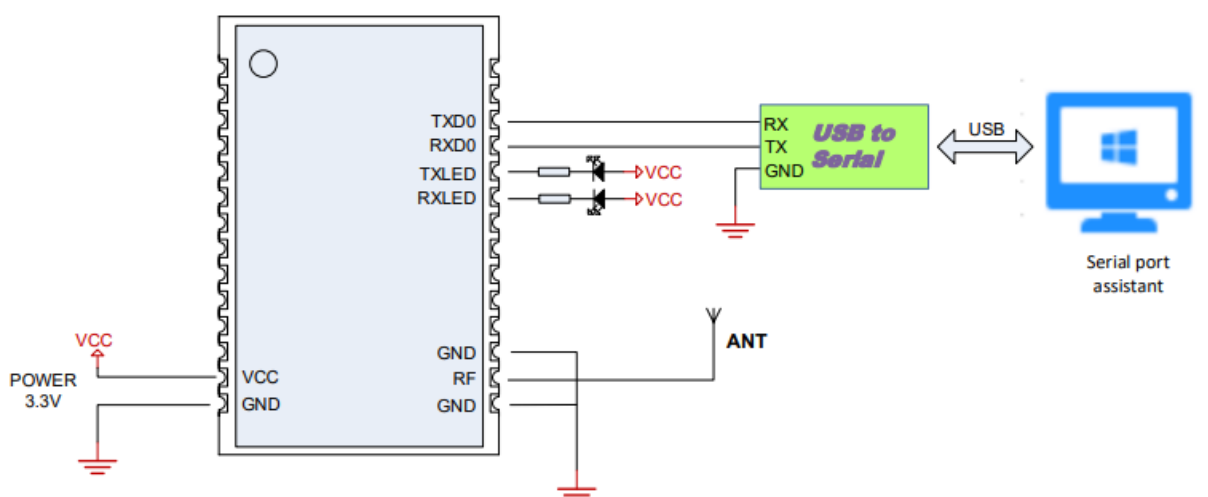 TXD0
RXD0
TXLED
RXLED
VCC
VCC
RX
TX
GND
USB to
Serial
USB
Serial port
assistant
VCC
POWER
3.3V
VCC
GND
GND
RF
GND
ANT